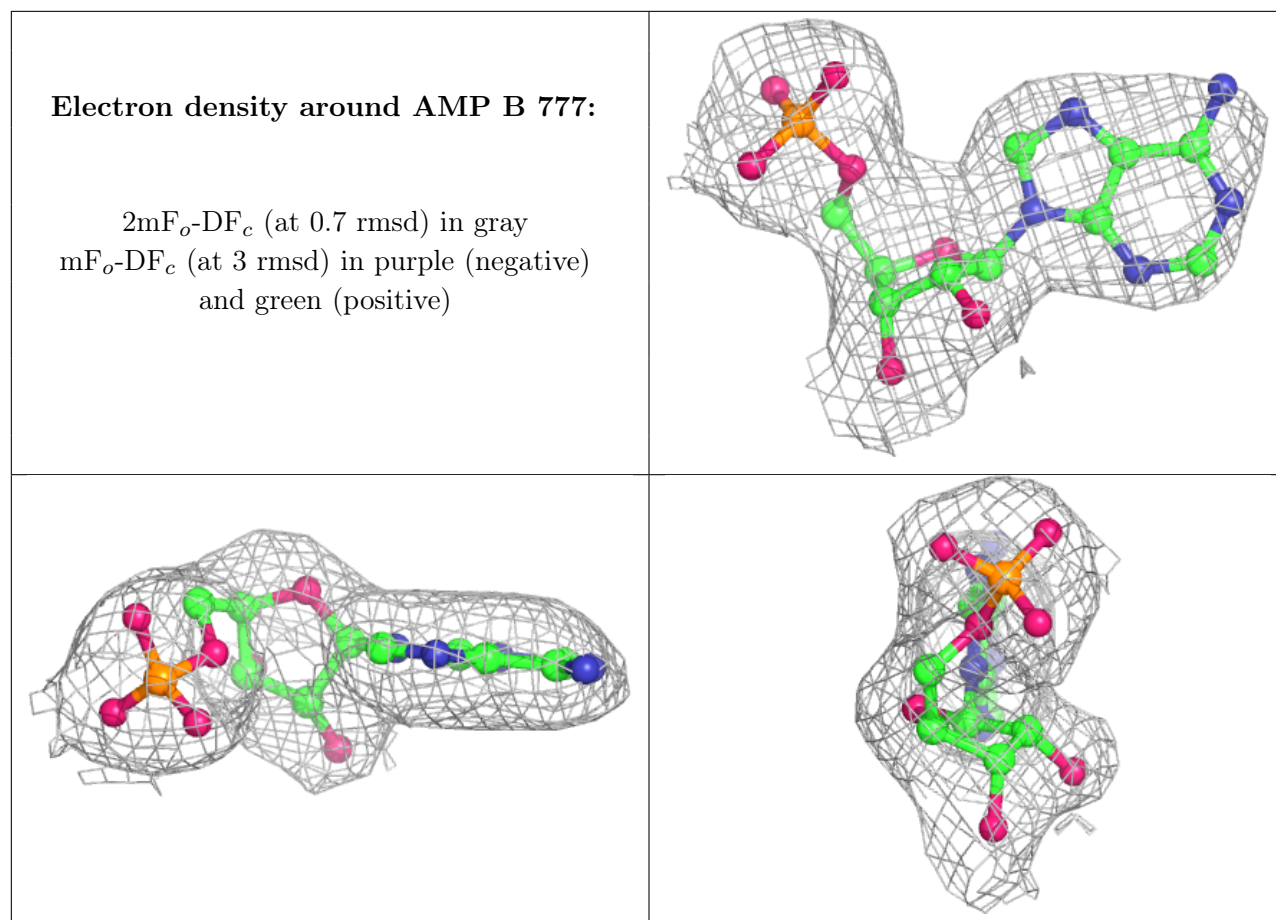 Electron density around AMP B 777:
2mFo-DFc (at 0.7 rmsd) in gray
mFo-DFc (at 3 rmsd) in purple (negative)
and green (positive)